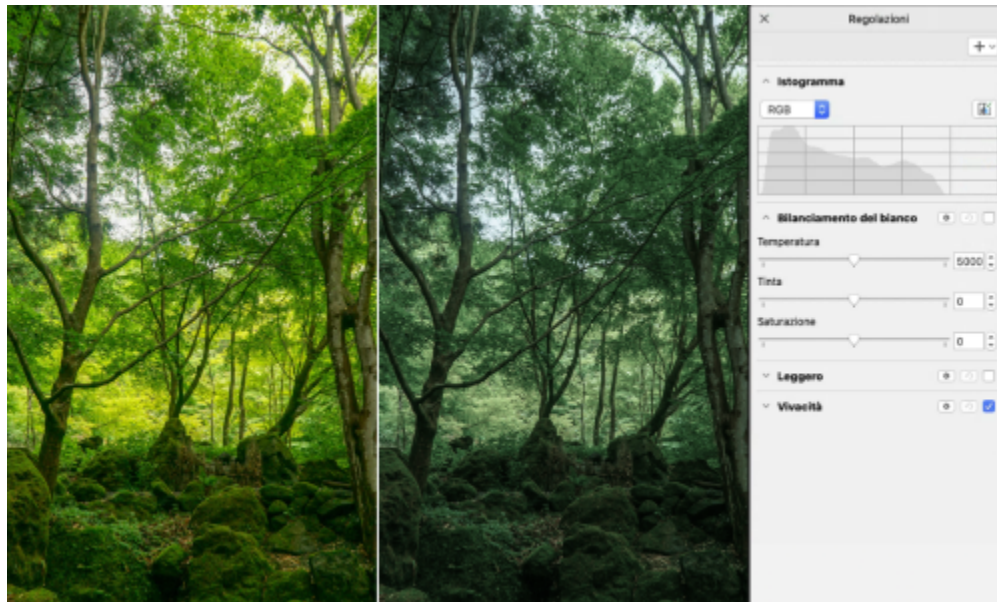 Regolazioni
Istogramma
RGB
Bilanciamento del bianco
Temperatura
5000
Tinta
0
Saturazione
0
Leggero
Vivacità